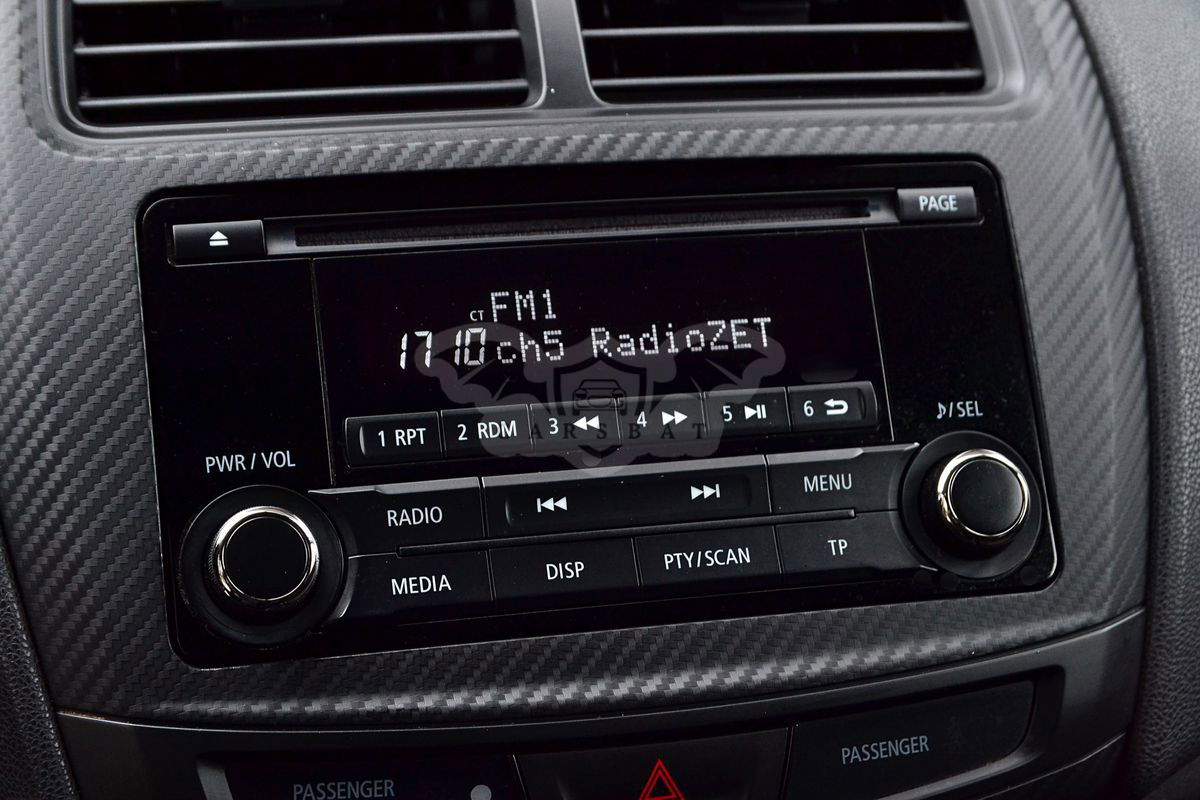 PAGE
CT FM1
17 10 ch5 RadioZET
1 RPT 2 RDM 3 4 5 6
ARSBAT
PWR / VOL
♪/SEL
RADIO
MENU
MEDIA
DISP
PTY/SCAN
TP
PASSENGER
PASSENGER